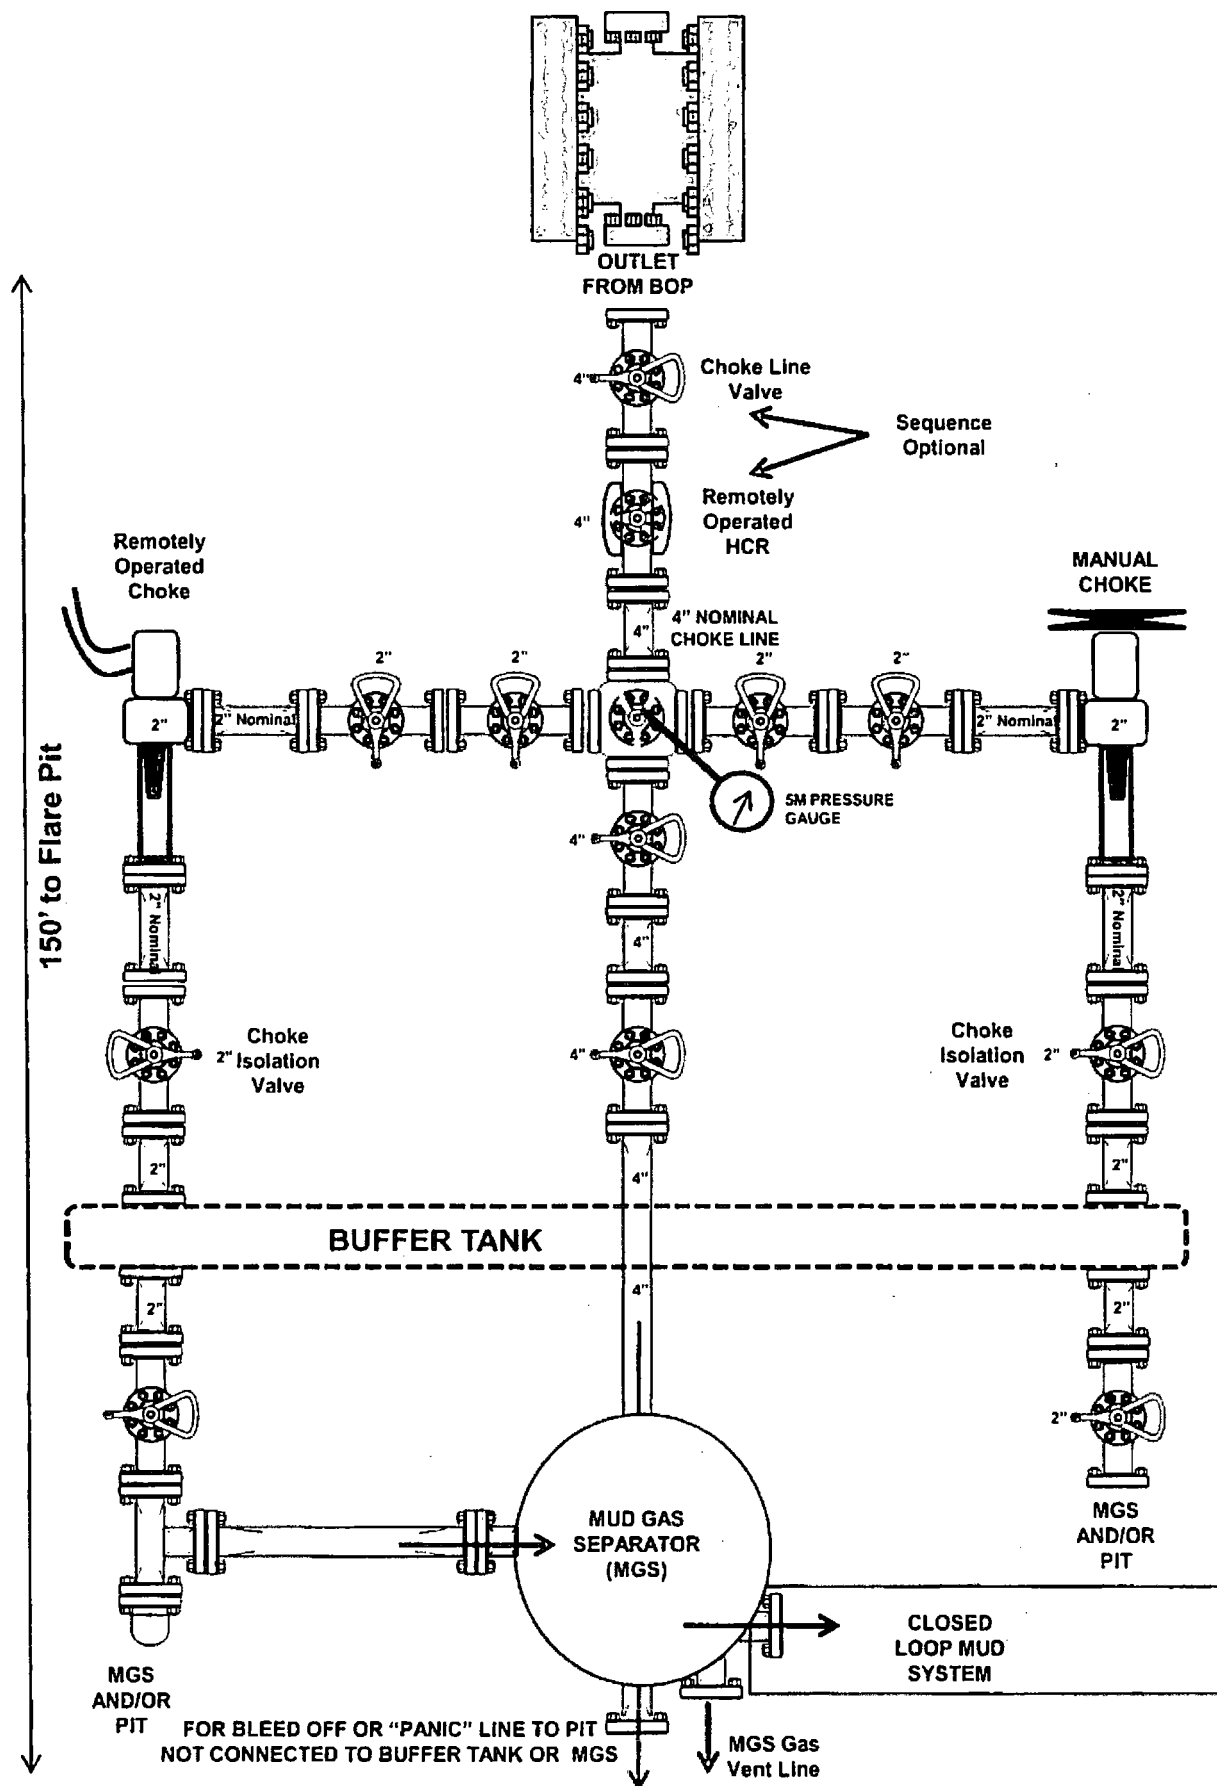 OUTLET
FROM BOP
4"
Choke Line
Valve
Sequence
Optional
4"
Remotely
Operated
HCR
Remotely
Operated
Choke
MANUAL
CHOKE
4"
4" NOMINAL
CHOKE LINE
2"
2"
2"
2"
2"
2" Nominal
2" Nominal
2"
5M PRESSURE
GAUGE
4"
150' to Flare Pit
2" Nominal
4"
2" Nominal
2"
Choke
Isolation
Valve
4"
Choke
Isolation
Valve
2"
2"
4"
2"
BUFFER TANK
2"
4"
2"
2"
MUD GAS
SEPARATOR
(MGS)
MGS
AND/OR
PIT
CLOSED
LOOP MUD
SYSTEM
MGS
AND/OR
PIT
FOR BLEED OFF OR "PANIC" LINE TO PIT
NOT CONNECTED TO BUFFER TANK OR MGS
MGS Gas
Vent Line